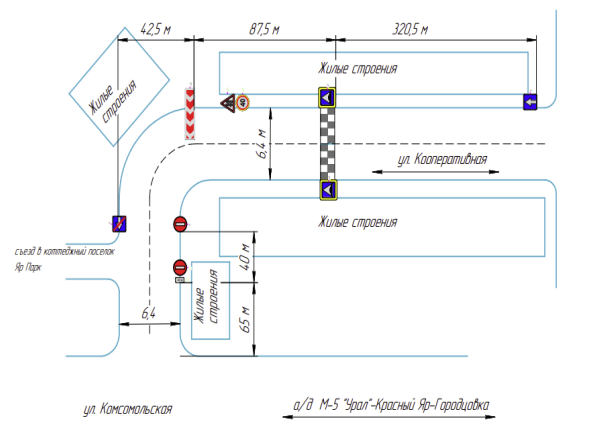 42,5 м
87,5 м
320,5 м
Жилые строения
Жилые
строения
40
6,4 м
ул. Кооперативная
Жилые строения
съезд в коттеджный поселок
Яр Парк
40 м
Жилые
строения
6,4
65 м
ул. Комсомольская
а/д М-5 "Урал"-Красный Яр-Городцовка